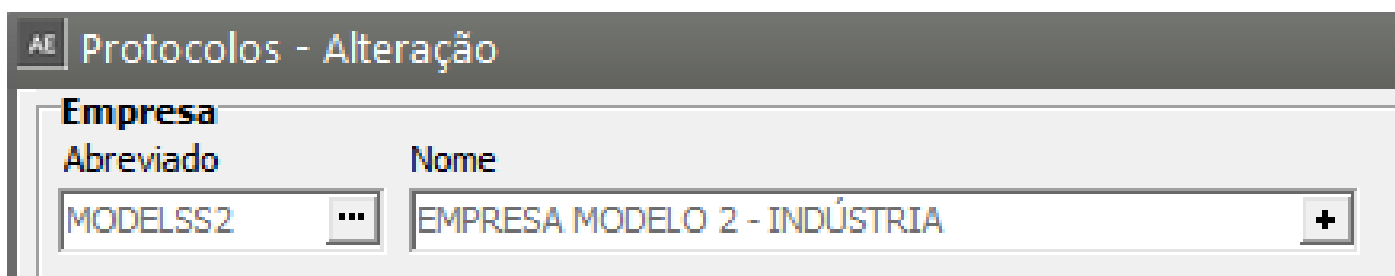 AE Protocolos - Alteração
Empresa
Abreviado Nome
MODELSS2 ... EMPRESA MODELO 2 - INDÚSTRIA +